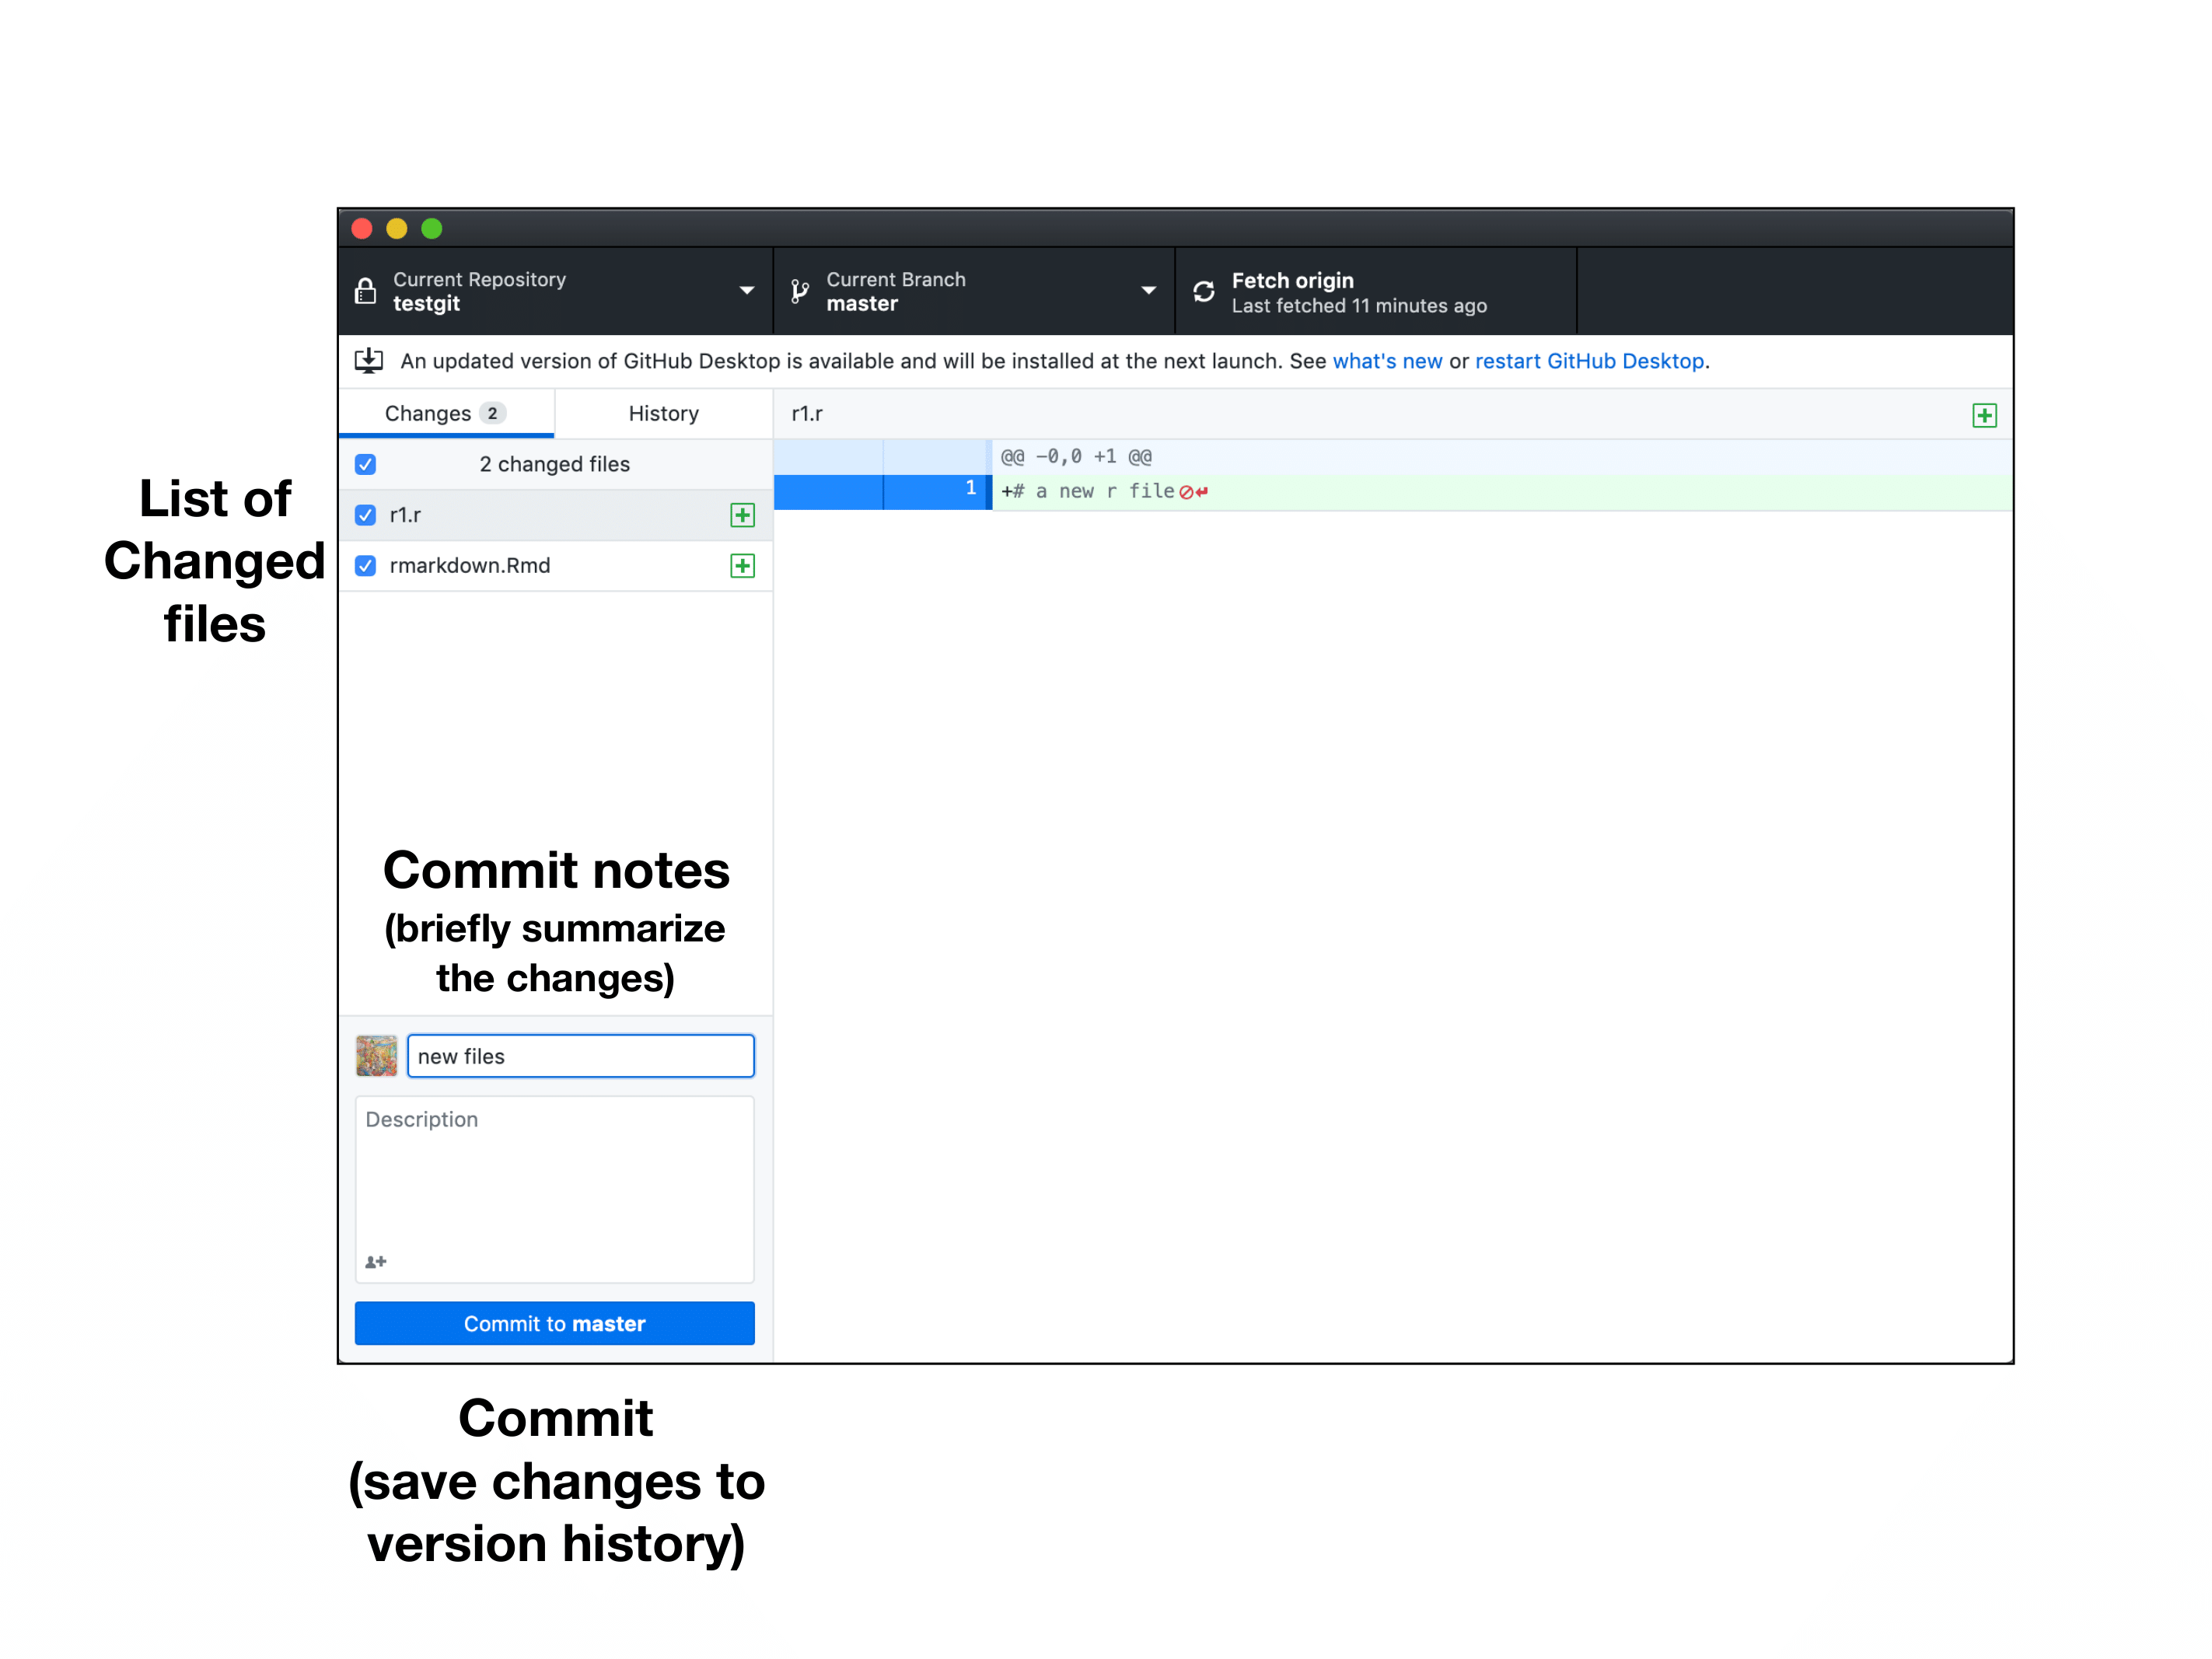 Current Repository
testgit
Current Branch
master
Fetch origin
Last fetched 11 minutes ago
An updated version of GitHub Desktop is available and will be installed at the next launch. See what's new or restart GitHub Desktop.
Changes 2
History
r1.r
2 changed files
r1.r
rmarkdown.Rmd
@@ -0,0 +1 @@
1 +# a new r file
List of
Changed
files
Commit notes
(briefly summarize
the changes)
new files
Description
Commit to master
Commit
(save changes to
version history)